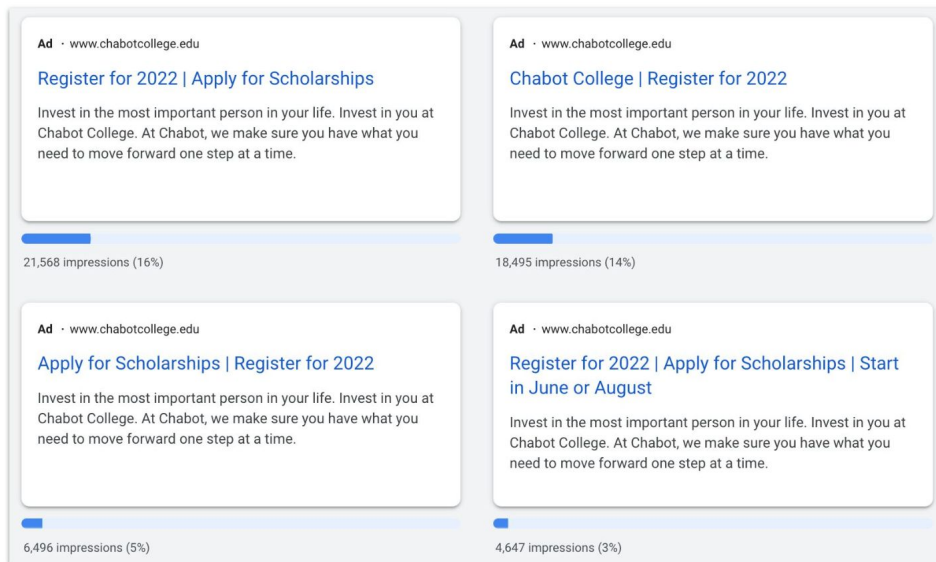 Ad · www.chabotcollege.edu
Register for 2022 | Apply for Scholarships
Invest in the most important person in your life. Invest in you at
Chabot College. At Chabot, we make sure you have what you
need to move forward one step at a time.
21,568 impressions (16%)
Ad · www.chabotcollege.edu
Chabot College | Register for 2022
Invest in the most important person in your life. Invest in you at
Chabot College. At Chabot, we make sure you have what you
need to move forward one step at a time.
18,495 impressions (14%)
Ad · www.chabotcollege.edu
Apply for Scholarships | Register for 2022
Invest in the most important person in your life. Invest in you at
Chabot College. At Chabot, we make sure you have what you
need to move forward one step at a time.
6,496 impressions (5%)
Ad · www.chabotcollege.edu
Register for 2022 | Apply for Scholarships | Start
in June or August
Invest in the most important person in your life. Invest in you at
Chabot College. At Chabot, we make sure you have what you
need to move forward one step at a time.
4,647 impressions (3%)